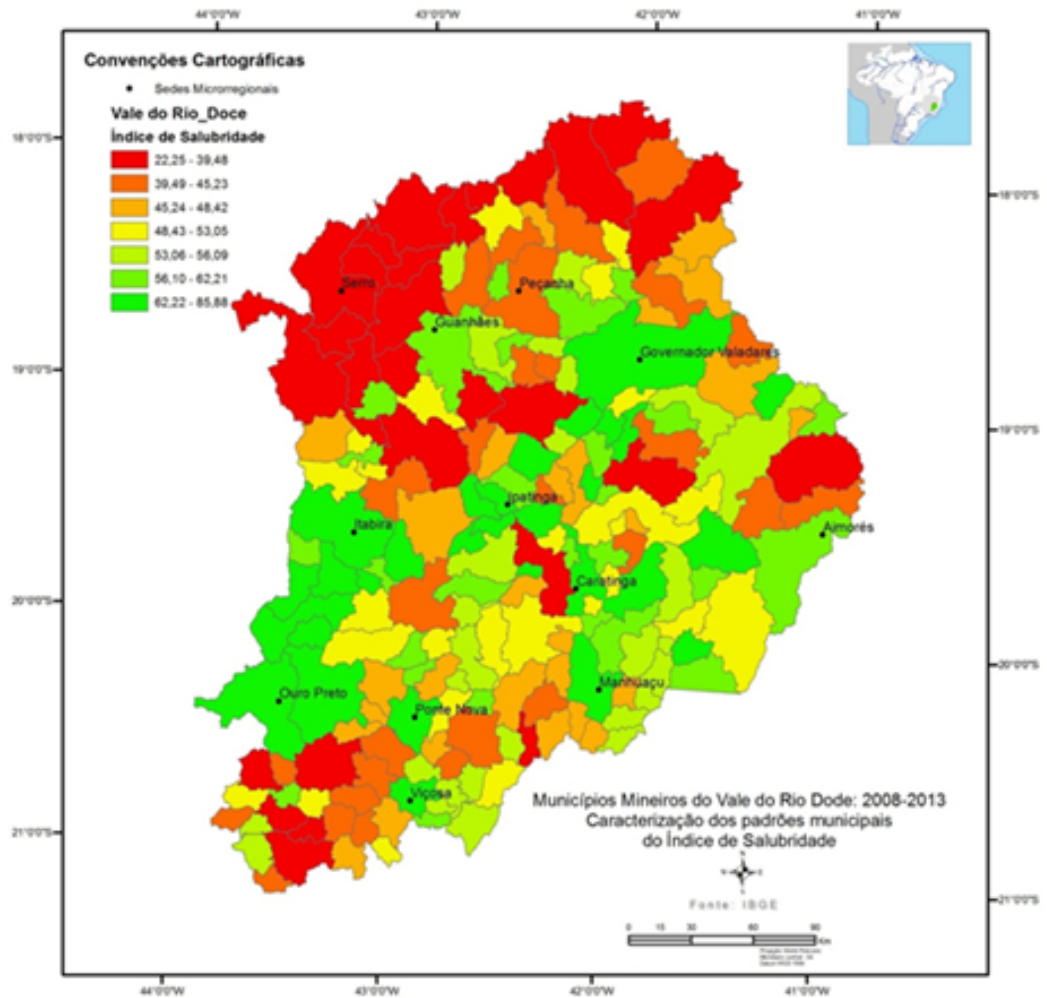 44°0'0"W 43°0'0"W 42°0'0"W 41°0'0"W
Convenções Cartográficas
Sedes Microrregionais
Vale do Rio_Doce
Índice de Salubridade
22,25 - 39,48
39,49 - 45,23
45,24 - 48,42
48,43 - 53,05
53,06 - 56,09
56,10 - 62,21
62,22 - 85,88
18°0'0"S
18°0'0"S
Serro
Peçanha
Guanhães
Governador Valadares
19°0'0"S
19°0'0"S
Ipatinga
Itabira
Aimorés
Caratinga
20°0'0"S
20°0'0"S
Manhuaçu
Ouro Preto
Ponte Nova
Viçosa
Municípios Mineiros do Vale do Rio Dode: 2008-2013
Caracterização dos padrões municipais
do Índice de Salubridade
21°0'0"S
21°0'0"S
Fonte: IBGE
0 15 30 60 90
Km
44°0'0"W 43°0'0"W 42°0'0"W 41°0'0"W